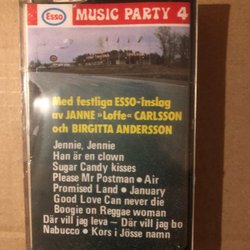 Esso MUSIC PARTY 4
Med festliga ESSO-inslag
av JANNE »Loffe» CARLSSON
och BIRGITTA ANDERSSON
Jennie, Jennie
Han är en clown
Sugar Candy kisses
Please Mr Postman • Air
Promised Land • January
Good Love Can never die
Boogie on Reggae woman
Där vill jag leva – Där vill jag bo
Nabucco • Kors i Jösse namn